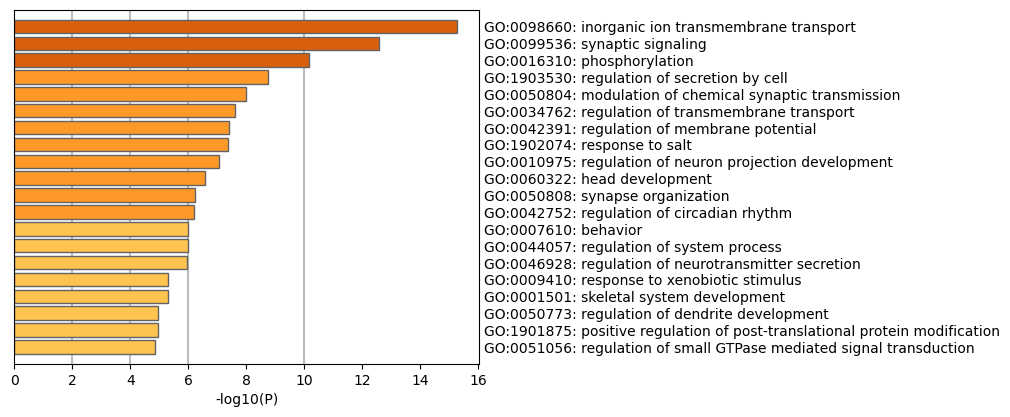 GO:0098660: inorganic ion transmembrane transport
GO:0099536: synaptic signaling
GO:0016310: phosphorylation
GO:1903530: regulation of secretion by cell
GO:0050804: modulation of chemical synaptic transmission
GO:0034762: regulation of transmembrane transport
GO:0042391: regulation of membrane potential
GO:1902074: response to salt
GO:0010975: regulation of neuron projection development
GO:0060322: head development
GO:0050808: synapse organization
GO:0042752: regulation of circadian rhythm
GO:0007610: behavior
GO:0044057: regulation of system process
GO:0046928: regulation of neurotransmitter secretion
GO:0009410: response to xenobiotic stimulus
GO:0001501: skeletal system development
GO:0050773: regulation of dendrite development
GO:1901875: positive regulation of post-translational protein modification
GO:0051056: regulation of small GTPase mediated signal transduction
0 2 4 6 8 10 12 14 16
-log10(P)